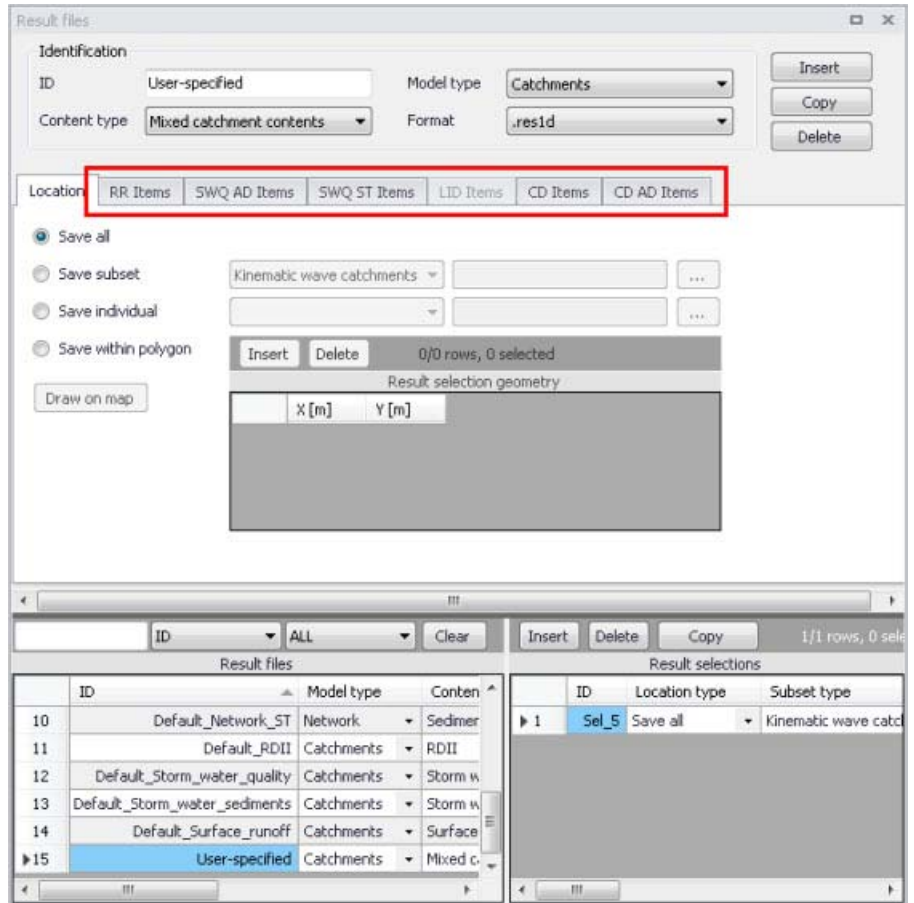 Result files
Identification
ID User-specified Model type Catchments Insert
Content type Mixed catchment contents Format .res1d Copy
Delete
Location RR Items SWQ AD Items SWQ ST Items LID Items CD Items CD AD Items
Save all
Save subset Kinematic wave catchments ...
Save individual ...
Save within polygon Insert Delete 0/0 rows, 0 selected
Result selection geometry
Draw on map
X [m] Y [m]
ID ALL Clear Insert Delete Copy 1/1 rows, 0 sele
Result files Result selections
ID Model type Conten ID Location type Subset type
10 Default_Network_ST Network Sedimer 1 Sel_5 Save all Kinematic wave catcl
11 Default_RDII Catchments RDII
12 Default_Storm_water_quality Catchments Storm w
13 Default_Storm_water_sediments Catchments Storm w
14 Default_Surface_runoff Catchments Surface
15 User-specified Catchments Mixed c